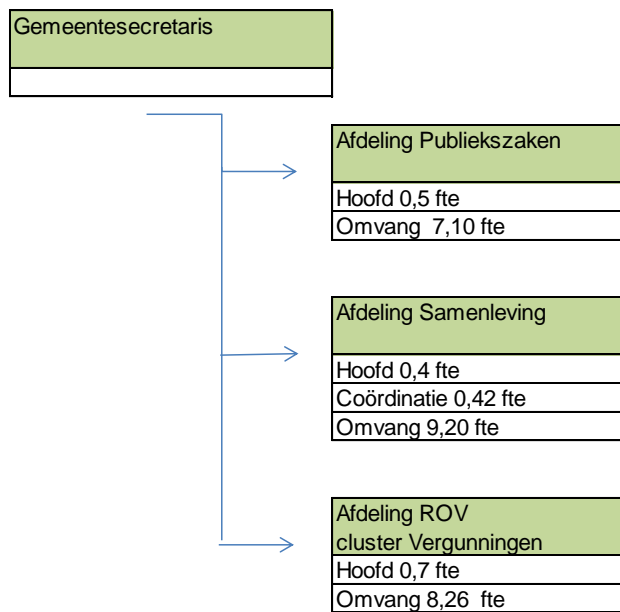 Gemeentesecretaris
Afdeling Publiekszaken
Hoofd 0,5 fte
Omvang 7,10 fte
Afdeling Samenleving
Hoofd 0,4 fte
Coördinatie 0,42 fte
Omvang 9,20 fte
Afdeling ROV
cluster Vergunningen
Hoofd 0,7 fte
Omvang 8,26 fte